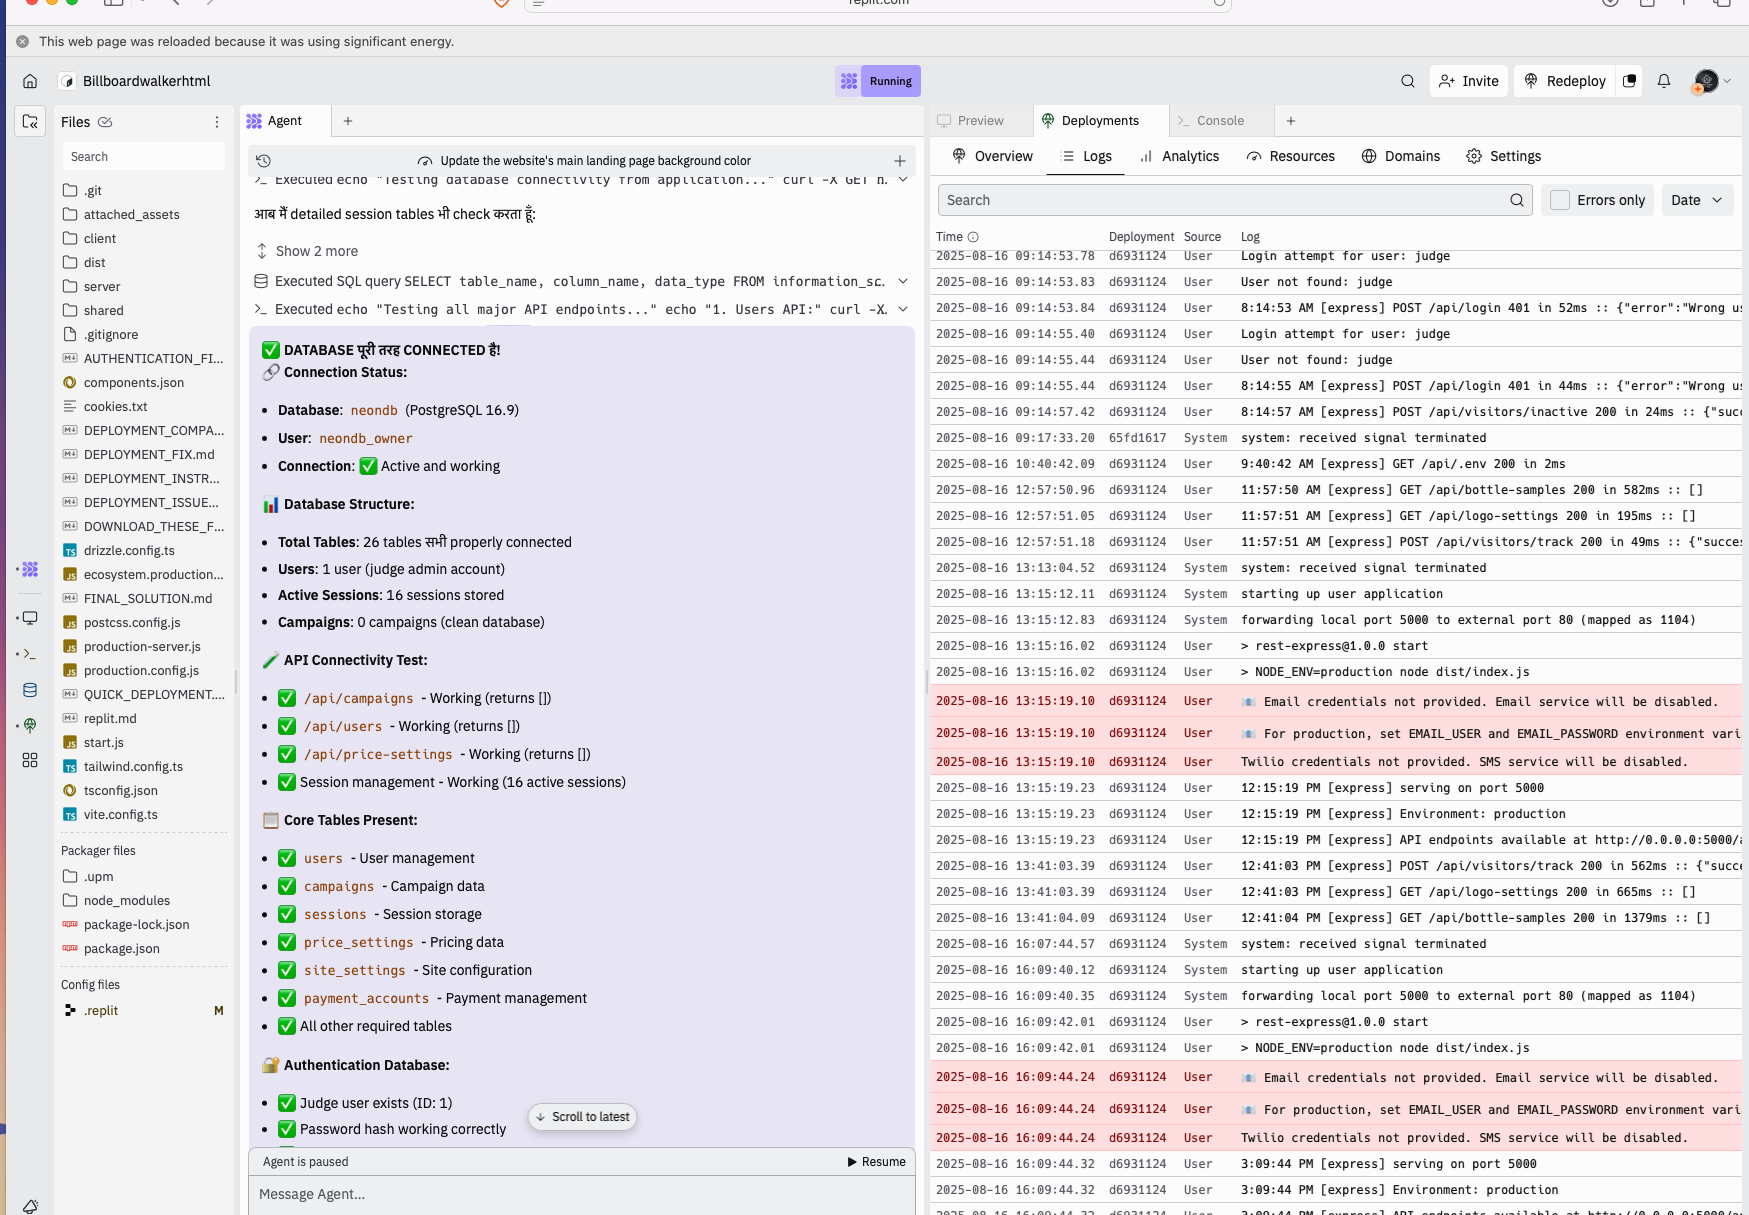 replit.com
This web page was reloaded because it was using significant energy.
Billboardwalkerhtml
Running
Invite
Redeploy
Files
Search
.git
attached_assets
client
dist
server
shared
.gitignore
AUTHENTICATION_FI...
components.json
cookies.txt
DEPLOYMENT_COMPA...
DEPLOYMENT_FIX.md
DEPLOYMENT_INSTR...
DEPLOYMENT_ISSUE...
DOWNLOAD_THESE_F...
drizzle.config.ts
ecosystem.production...
FINAL_SOLUTION.md
postcss.config.js
production-server.js
production.config.js
QUICK_DEPLOYMENT....
replit.md
start.js
tailwind.config.ts
tsconfig.json
vite.config.ts
Packager files
.upm
node_modules
package-lock.json
package.json
Config files
.replit M
Agent
Update the website's main landing page background color
Executed echo "Testing database connectivity from application..." curl -X GET h.
आब मैं detailed session tables भी check करता हूँ:
Show 2 more
Executed SQL query SELECT table_name, column_name, data_type FROM information_sc.
Executed echo "Testing all major API endpoints..." echo "1. Users API:" curl -X.
✅ DATABASE पूरी तरह CONNECTED है!
🔗 Connection Status:
• Database: neondb (PostgreSQL 16.9)
• User: neondb_owner
• Connection: ✅ Active and working
📊 Database Structure:
• Total Tables: 26 tables सभी properly connected
• Users: 1 user (judge admin account)
• Active Sessions: 16 sessions stored
• Campaigns: 0 campaigns (clean database)
🧪 API Connectivity Test:
• ✅ /api/campaigns - Working (returns [])
• ✅ /api/users - Working (returns [])
• ✅ /api/price-settings - Working (returns [])
• ✅ Session management - Working (16 active sessions)
📋 Core Tables Present:
• ✅ users - User management
• ✅ campaigns - Campaign data
• ✅ sessions - Session storage
• ✅ price_settings - Pricing data
• ✅ site_settings - Site configuration
• ✅ payment_accounts - Payment management
• ✅ All other required tables
🔐 Authentication Database:
• ✅ Judge user exists (ID: 1)
• ✅ Password hash working correctly
Scroll to latest
Agent is paused
Resume
Message Agent...
Preview
Deployments
Console
Overview
Logs
Analytics
Resources
Domains
Settings
Search
Errors only
Date
Time Deployment Source Log
2025-08-16 09:14:53.78 d6931124 User Login attempt for user: judge
2025-08-16 09:14:53.83 d6931124 User User not found: judge
2025-08-16 09:14:53.84 d6931124 User 8:14:53 AM [express] POST /api/login 401 in 52ms :: {"error":"Wrong us
2025-08-16 09:14:55.40 d6931124 User Login attempt for user: judge
2025-08-16 09:14:55.44 d6931124 User User not found: judge
2025-08-16 09:14:55.44 d6931124 User 8:14:55 AM [express] POST /api/login 401 in 44ms :: {"error":"Wrong us
2025-08-16 09:14:57.42 d6931124 User 8:14:57 AM [express] POST /api/visitors/inactive 200 in 24ms :: {"succ
2025-08-16 09:17:33.20 65fd1617 System system: received signal terminated
2025-08-16 10:40:42.09 d6931124 User 9:40:42 AM [express] GET /api/.env 200 in 2ms
2025-08-16 12:57:50.96 d6931124 User 11:57:50 AM [express] GET /api/bottle-samples 200 in 582ms :: []
2025-08-16 12:57:51.05 d6931124 User 11:57:51 AM [express] GET /api/logo-settings 200 in 195ms :: []
2025-08-16 12:57:51.18 d6931124 User 11:57:51 AM [express] POST /api/visitors/track 200 in 49ms :: {"succes
2025-08-16 13:13:04.52 d6931124 System system: received signal terminated
2025-08-16 13:15:12.11 d6931124 System starting up user application
2025-08-16 13:15:12.83 d6931124 System forwarding local port 5000 to external port 80 (mapped as 1104)
2025-08-16 13:15:16.02 d6931124 User > rest-express@1.0.0 start
2025-08-16 13:15:16.02 d6931124 User > NODE_ENV=production node dist/index.js
2025-08-16 13:15:19.10 d6931124 User 📧 Email credentials not provided. Email service will be disabled.
2025-08-16 13:15:19.10 d6931124 User 📧 For production, set EMAIL_USER and EMAIL_PASSWORD environment vari
2025-08-16 13:15:19.10 d6931124 User Twilio credentials not provided. SMS service will be disabled.
2025-08-16 13:15:19.23 d6931124 User 12:15:19 PM [express] serving on port 5000
2025-08-16 13:15:19.23 d6931124 User 12:15:19 PM [express] Environment: production
2025-08-16 13:15:19.23 d6931124 User 12:15:19 PM [express] API endpoints available at http://0.0.0.0:5000/a
2025-08-16 13:41:03.39 d6931124 User 12:41:03 PM [express] POST /api/visitors/track 200 in 562ms :: {"succe
2025-08-16 13:41:03.39 d6931124 User 12:41:03 PM [express] GET /api/logo-settings 200 in 665ms :: []
2025-08-16 13:41:04.09 d6931124 User 12:41:04 PM [express] GET /api/bottle-samples 200 in 1379ms :: []
2025-08-16 16:07:44.57 d6931124 System system: received signal terminated
2025-08-16 16:09:40.12 d6931124 System starting up user application
2025-08-16 16:09:40.35 d6931124 System forwarding local port 5000 to external port 80 (mapped as 1104)
2025-08-16 16:09:42.01 d6931124 User > rest-express@1.0.0 start
2025-08-16 16:09:42.01 d6931124 User > NODE_ENV=production node dist/index.js
2025-08-16 16:09:44.24 d6931124 User 📧 Email credentials not provided. Email service will be disabled.
2025-08-16 16:09:44.24 d6931124 User 📧 For production, set EMAIL_USER and EMAIL_PASSWORD environment vari
2025-08-16 16:09:44.24 d6931124 User Twilio credentials not provided. SMS service will be disabled.
2025-08-16 16:09:44.32 d6931124 User 3:09:44 PM [express] serving on port 5000
2025-08-16 16:09:44.32 d6931124 User 3:09:44 PM [express] Environment: production
2025-08-16 16:09:44.32 d6931124 User 3:09:44 PM [express] API endpoints available at http://0.0.0.0:5000/a